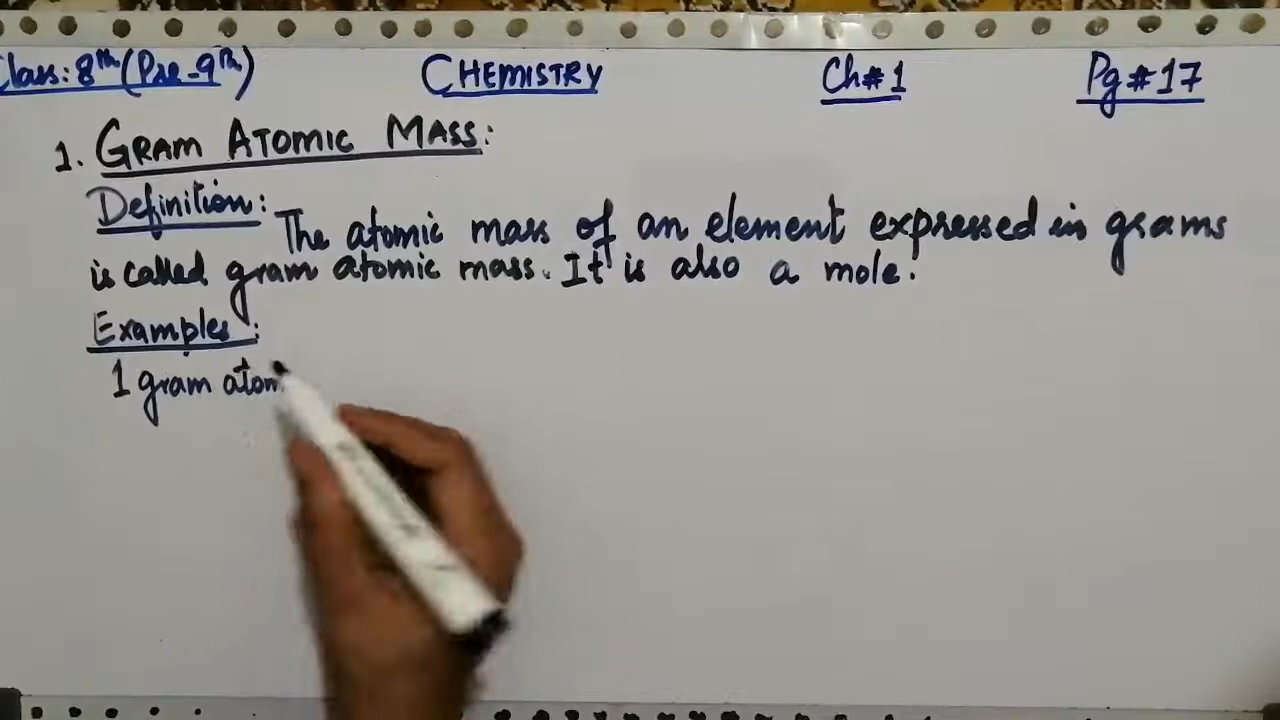 Class: 8th (Pre-9th) CHEMISTRY Ch#1 Pg#17
1. GRAM ATOMIC MASS:
Definition: The atomic mass of an element expressed in grams
is called gram atomic mass. It is also a mole.
Examples:
1 gram atom